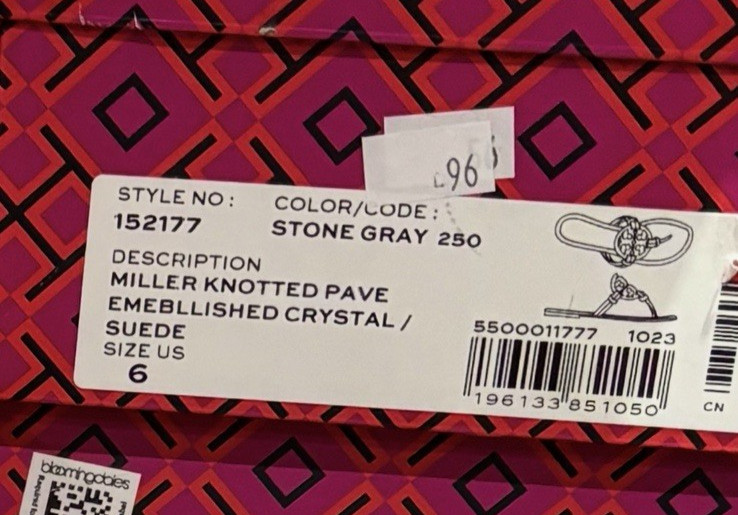 96
STYLE NO :
152177
COLOR/CODE :
STONE GRAY 250
DESCRIPTION
MILLER KNOTTED PAVE
EMEBLLISHED CRYSTAL /
SUEDE
SIZE US
6
5500011777 1023
196133851050
CN
bloomingdales